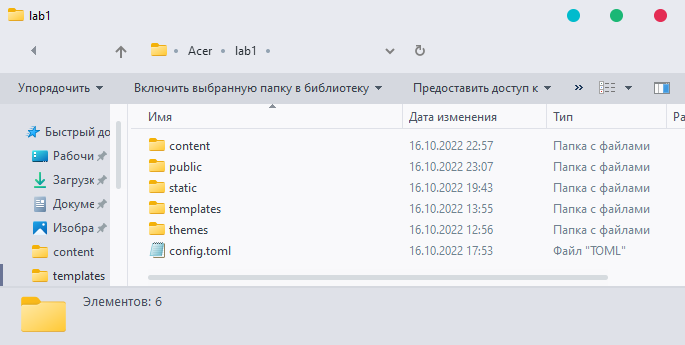 lab1
Acer lab1
Упорядочить Включить выбранную папку в библиотеку Предоставить доступ к »
Имя Дата изменения Тип Ра
Быстрый до
Рабочи
Загрузк
Докуме
Изобра
content
templates
content 16.10.2022 22:57 Папка с файлами
public 16.10.2022 23:07 Папка с файлами
static 16.10.2022 19:43 Папка с файлами
templates 16.10.2022 13:55 Папка с файлами
themes 16.10.2022 12:56 Папка с файлами
config.toml 16.10.2022 17:53 Файл "TOML"
Элементов: 6